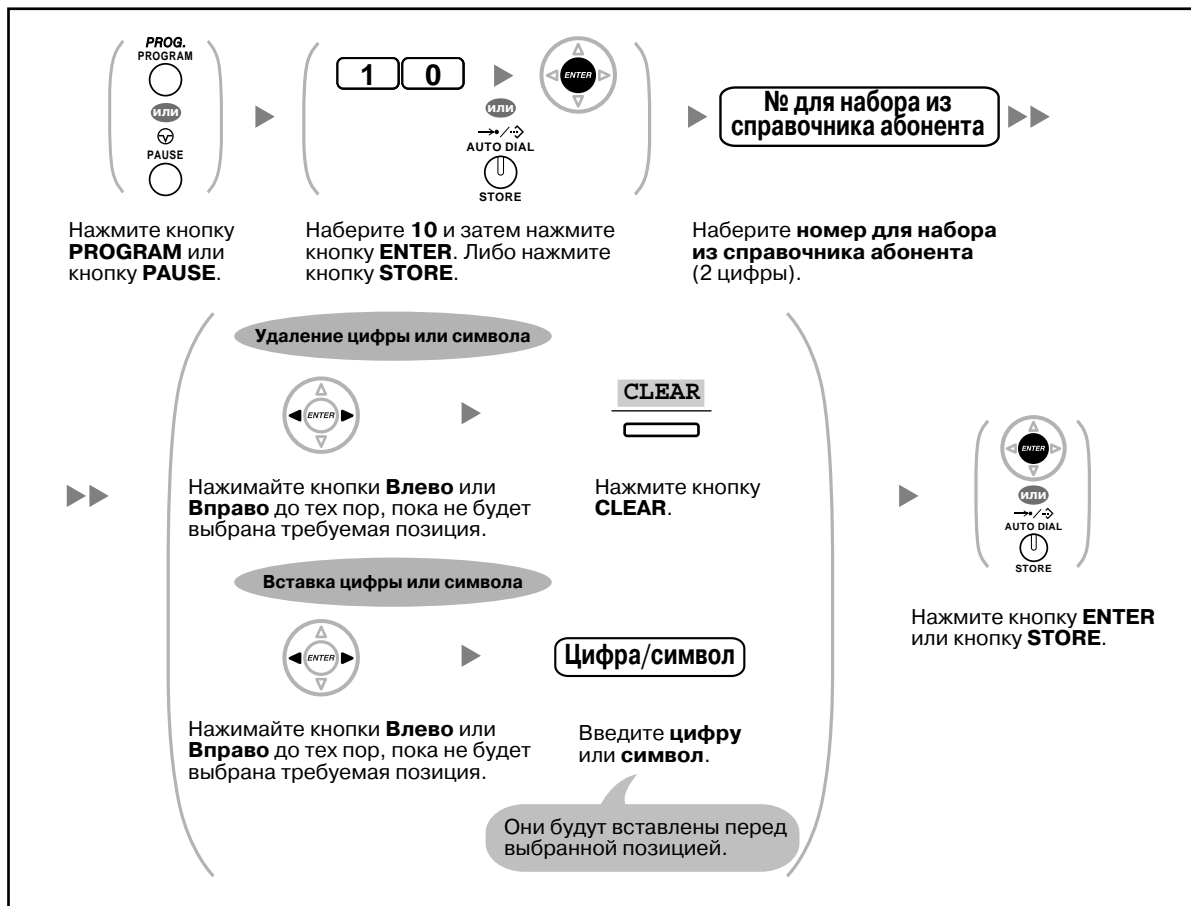 PROG.
PROGRAM
или
PAUSE
1 0
ENTER
или
AUTO DIAL
STORE
№ для набора из
справочника абонента
Нажмите кнопку
PROGRAM или
кнопку PAUSE.
Наберите 10 и затем нажмите
кнопку ENTER. Либо нажмите
кнопку STORE.
Наберите номер для набора
из справочника абонента
(2 цифры).
Удаление цифры или символа
ENTER
CLEAR
Нажимайте кнопки Влево или
Вправо до тех пор, пока не будет
выбрана требуемая позиция.
Нажмите кнопку
CLEAR.
Вставка цифры или символа
ENTER
Цифра/символ
Нажимайте кнопки Влево или
Вправо до тех пор, пока не будет
выбрана требуемая позиция.
Введите цифру
или символ.
Они будут вставлены перед
выбранной позицией.
ENTER
или
AUTO DIAL
STORE
Нажмите кнопку ENTER
или кнопку STORE.